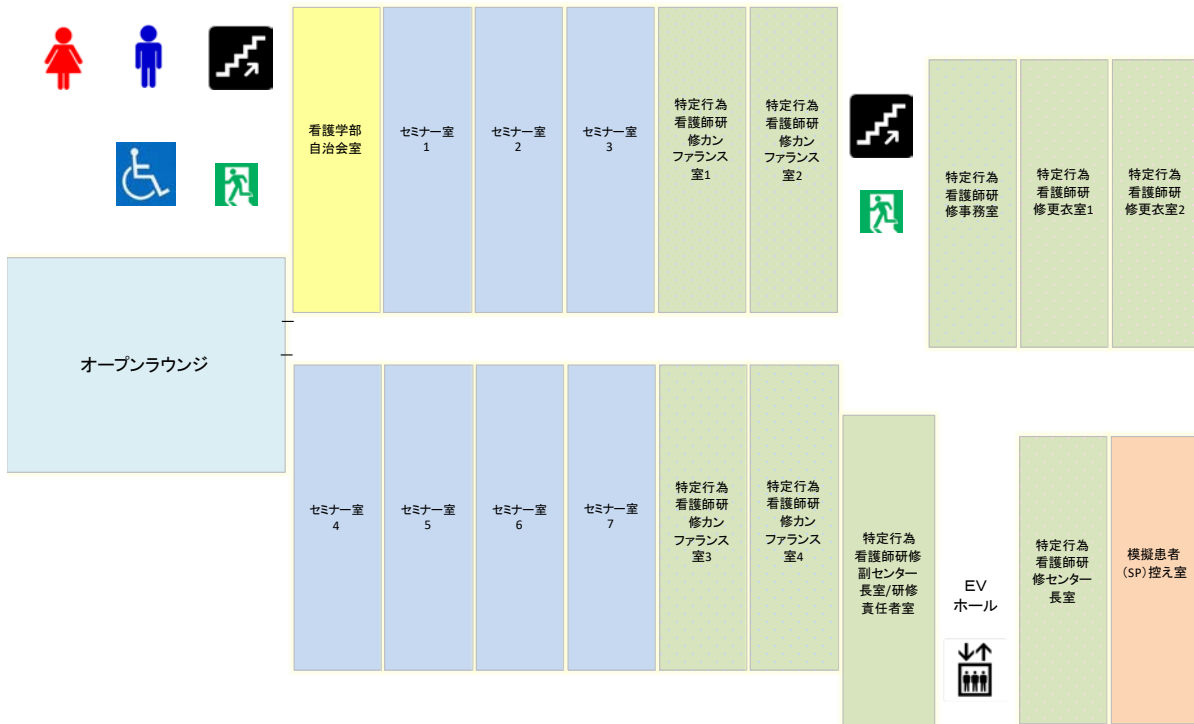 看護学部
自治会室
セミナー室
1
セミナー室
2
セミナー室
3
特定行為
看護師研
修カン
ファランス
室1
特定行為
看護師研
修カン
ファランス
室2
特定行為
看護師研
修事務室
特定行為
看護師研
修更衣室1
特定行為
看護師研
修更衣室2
オープンラウンジ
セミナー室
4
セミナー室
5
セミナー室
6
セミナー室
7
特定行為
看護師研
修カン
ファランス
室3
特定行為
看護師研
修カン
ファランス
室4
特定行為
看護師研修
副センター
長室/研修
責任者室
EV
ホール
特定行為
看護師研
修センター
長室
模擬患者
(SP)控え室